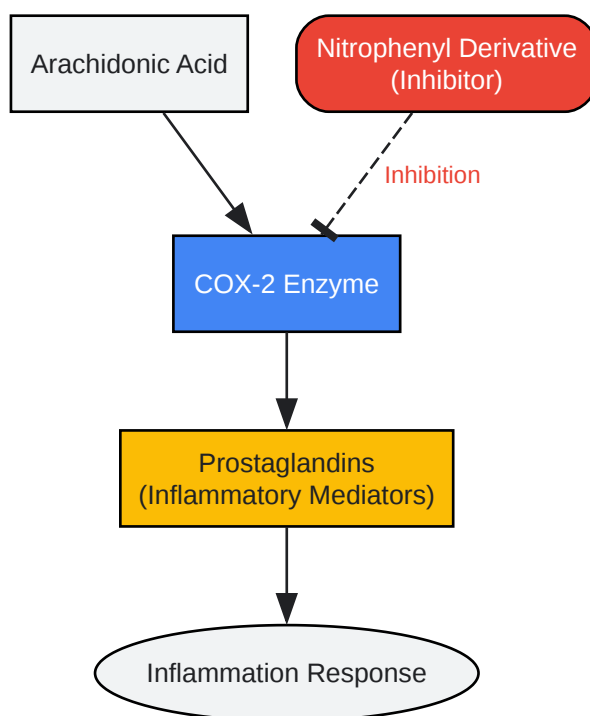 Arachidonic Acid
Nitrophenyl Derivative
(Inhibitor)
Inhibition
COX-2 Enzyme
Prostaglandins
(Inflammatory Mediators)
Inflammation Response